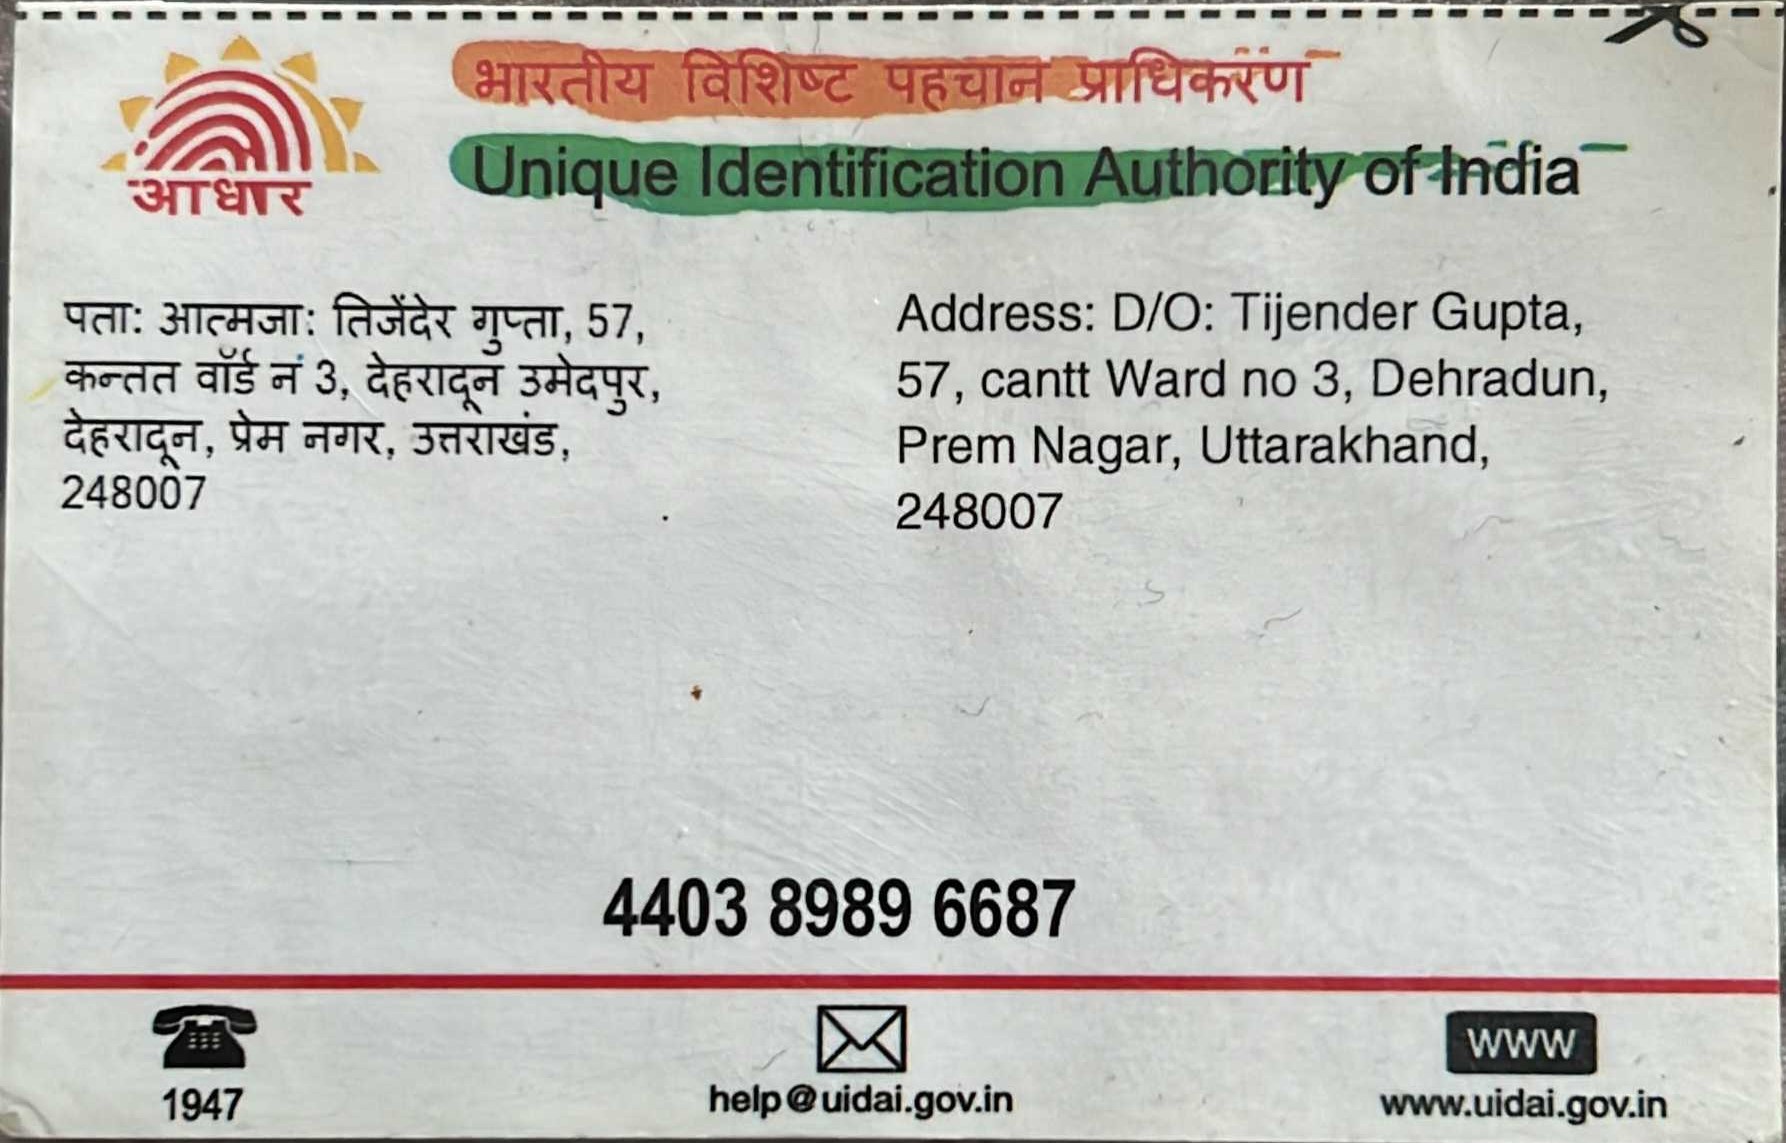 भारतीय विशिष्ट पहचान प्राधिकरण
Unique Identification Authority of India
आधार
पता: आत्मजा: तिजेंदेर गुप्ता, 57,
कन्तत वॉर्ड नं 3, देहरादून उमेदपुर,
देहरादून, प्रेम नगर, उत्तराखंड,
248007
Address: D/O: Tijender Gupta,
57, cantt Ward no 3, Dehradun,
Prem Nagar, Uttarakhand,
248007
4403 8989 6687
1947
help@uidai.gov.in
WWW
www.uidai.gov.in